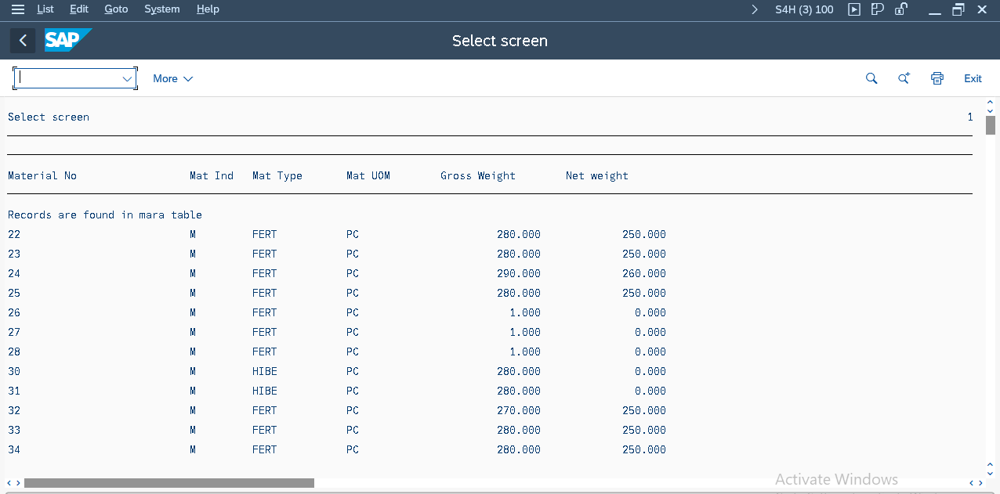 List Edit Goto System Help S4H (3) 100
SAP Select screen
More Exit
Select screen 1
Material No Mat Ind Mat Type Mat UOM Gross Weight Net weight
Records are found in mara table
22 M FERT PC 280.000 250.000
23 M FERT PC 280.000 250.000
24 M FERT PC 290.000 260.000
25 M FERT PC 280.000 250.000
26 M FERT PC 1.000 0.000
27 M FERT PC 1.000 0.000
28 M FERT PC 1.000 0.000
30 M HIBE PC 280.000 0.000
31 M HIBE PC 280.000 0.000
32 M FERT PC 270.000 250.000
33 M FERT PC 280.000 250.000
34 M FERT PC 280.000 250.000
Activate Windows